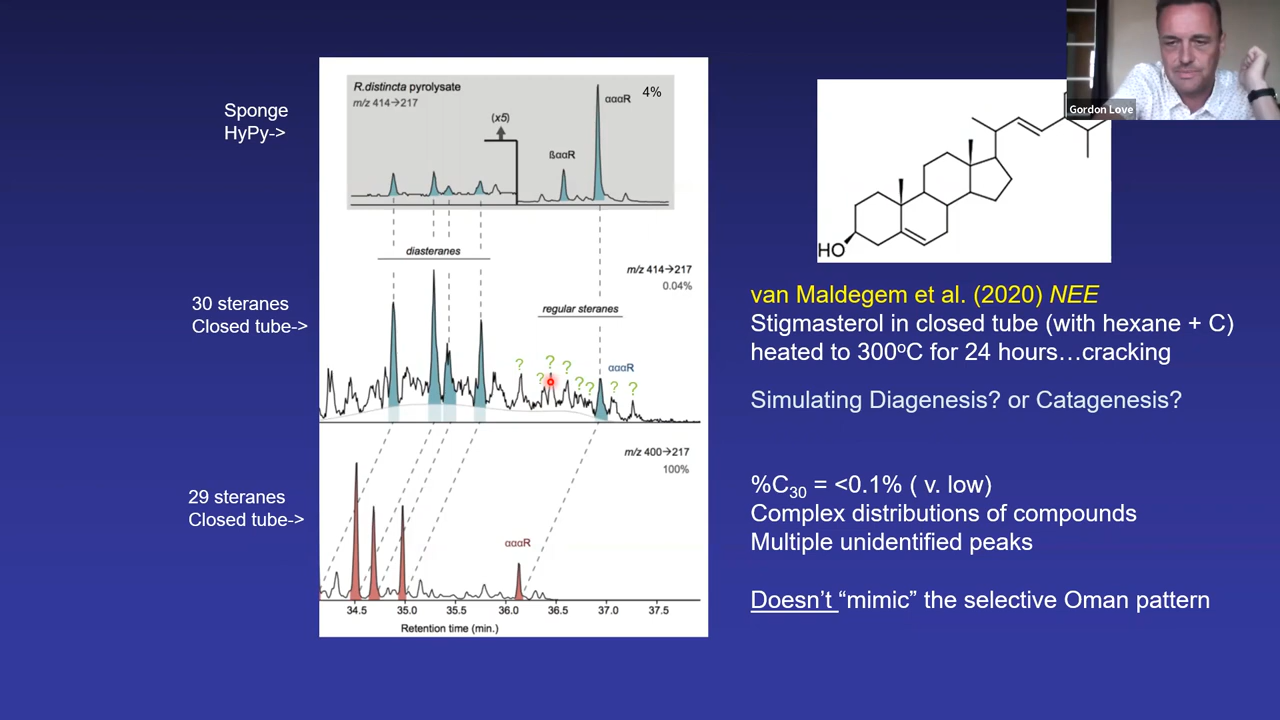 Gordon Love
Sponge
HyPy->
R.distincta pyrolysate
m/z 414→217
4%
αααR
(x5)
ßααR
HO
diasteranes
m/z 414→217
0.04%
30 steranes
Closed tube->
regular steranes
? ? ? ? ? ? ? ?
αααR
m/z 400→217
100%
29 steranes
Closed tube->
αααR
34.5 35.0 35.5 36.0 36.5 37.0 37.5
Retention time (min.)
van Maldegem et al. (2020) NEE
Stigmasterol in closed tube (with hexane + C)
heated to 300ºC for 24 hours…cracking
Simulating Diagenesis? or Catagenesis?
%C30 = <0.1% ( v. low)
Complex distributions of compounds
Multiple unidentified peaks
Doesn’t “mimic” the selective Oman pattern